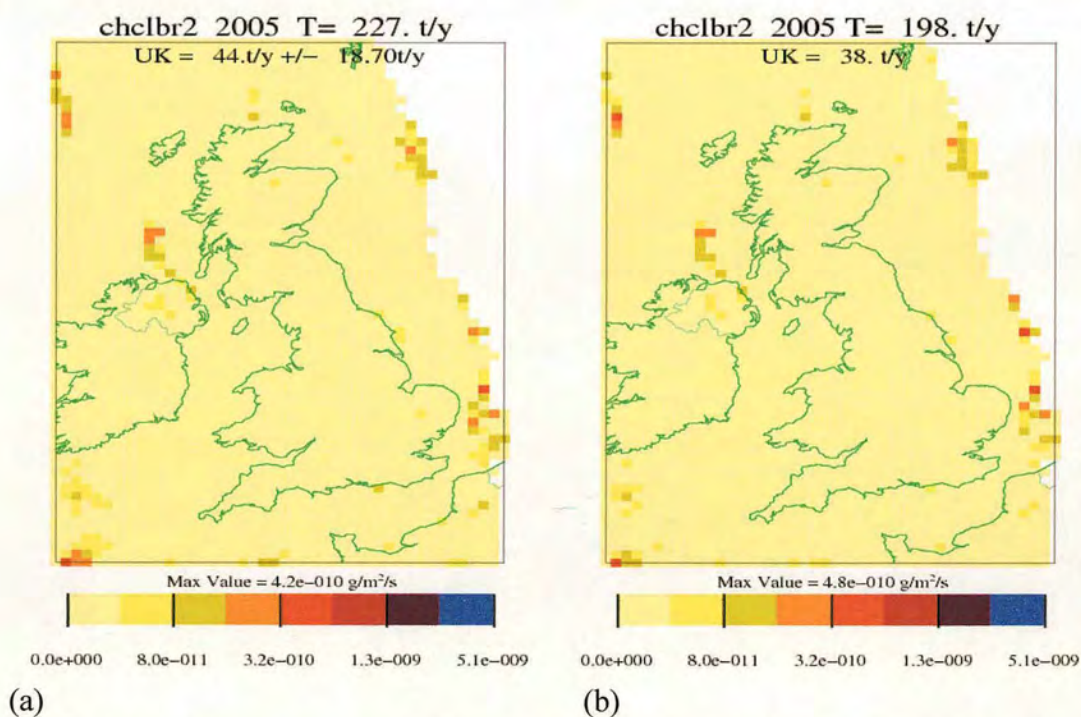 chclbr2 2005 T= 227. t/y
UK = 44.t/y +/− 18.70t/y
Max Value = 4.2e−010 g/m²/s
0.0e+000 8.0e−011 3.2e−010 1.3e−009 5.1e−009
(a)
chclbr2 2005 T= 198. t/y
UK = 38. t/y
Max Value = 4.8e−010 g/m²/s
0.0e+000 8.0e−011 3.2e−010 1.3e−009 5.1e−009
(b)